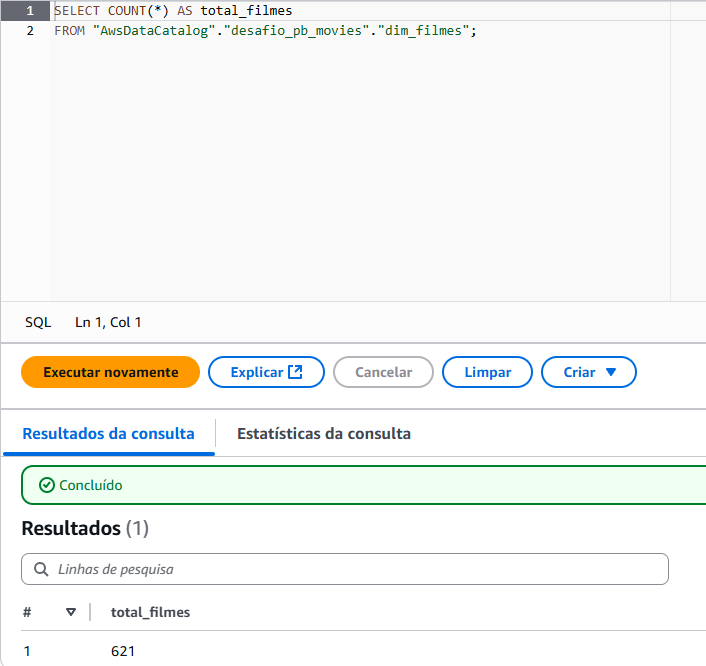 1 SELECT COUNT(*) AS total_filmes
2 FROM "AwsDataCatalog"."desafio_pb_movies"."dim_filmes";
SQL Ln 1, Col 1
Executar novamente Explicar Cancelar Limpar Criar
Resultados da consulta Estatísticas da consulta
Concluído
Resultados (1)
Linhas de pesquisa
# total_filmes
1 621